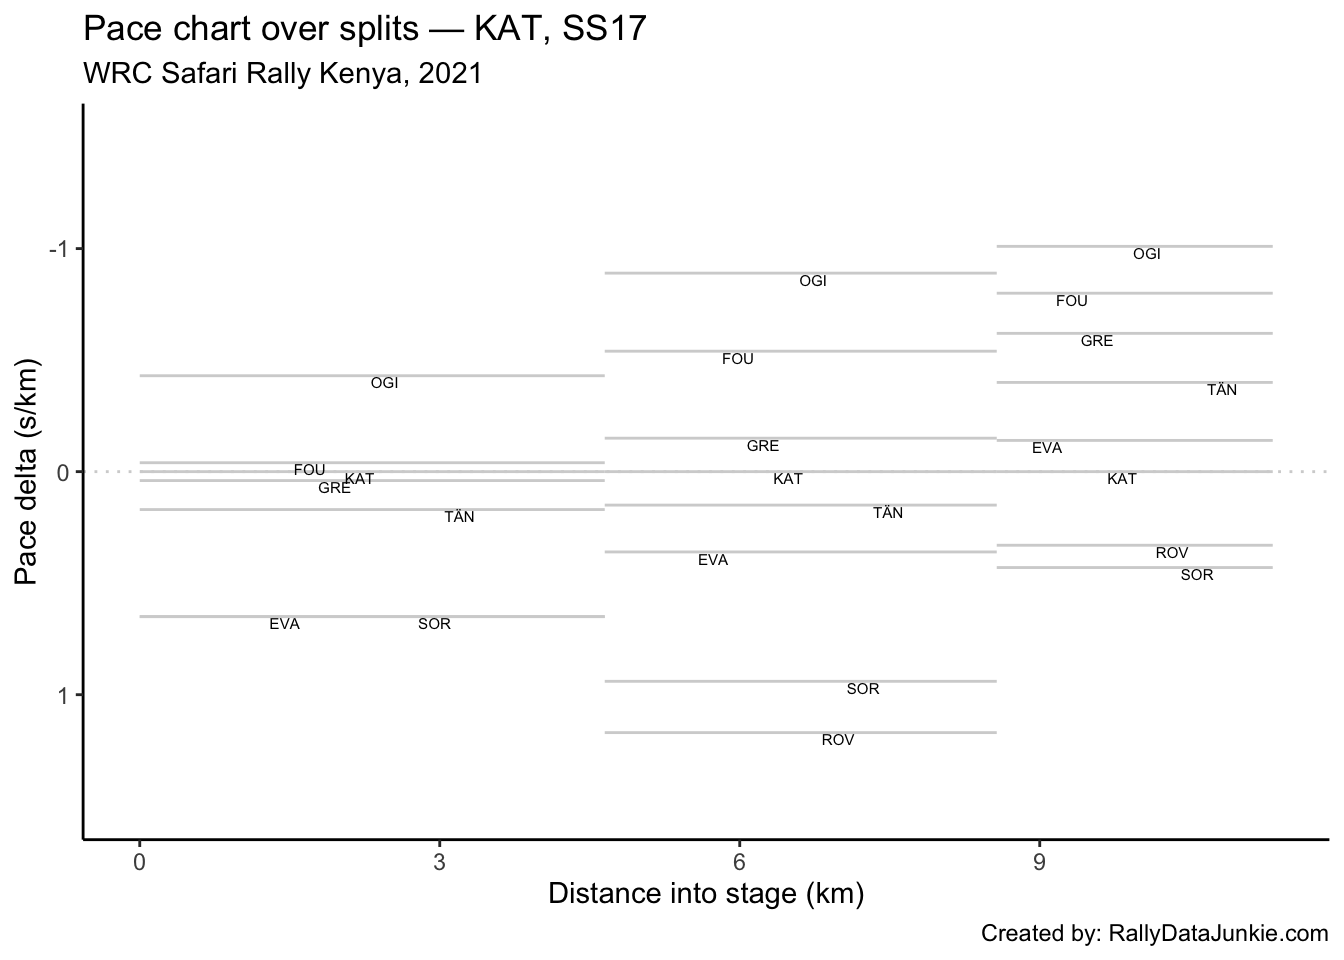 Pace chart over splits — KAT, SS17
WRC Safari Rally Kenya, 2021
Pace delta (s/km)
-1
0
1
OGI
FOU
KAT
GRE
TÄN
EVA
SOR
OGI
FOU
GRE
KAT
TÄN
EVA
SOR
ROV
OGI
FOU
GRE
TÄN
EVA
KAT
ROV
SOR
0
3
6
9
Distance into stage (km)
Created by: RallyDataJunkie.com